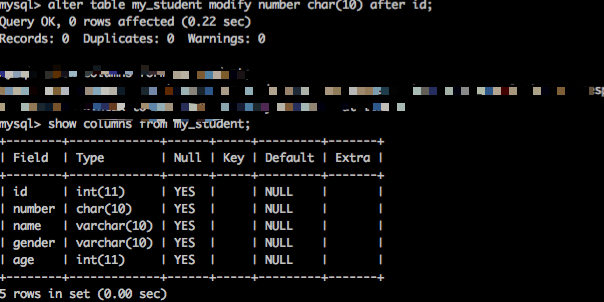 mysql> alter table my_student modify number char(10) after id;
Query OK, 0 rows affected (0.22 sec)
Records: 0  Duplicates: 0  Warnings: 0
mysql> show columns from my_student;
+--------+-------------+------+-----+---------+-------+
| Field  | Type        | Null | Key | Default | Extra |
+--------+-------------+------+-----+---------+-------+
| id     | int(11)     | YES  |     | NULL    |       |
| number | char(10)    | YES  |     | NULL    |       |
| name   | varchar(10) | YES  |     | NULL    |       |
| gender | varchar(10) | YES  |     | NULL    |       |
| age    | int(11)     | YES  |     | NULL    |       |
+--------+-------------+------+-----+---------+-------+
5 rows in set (0.00 sec)